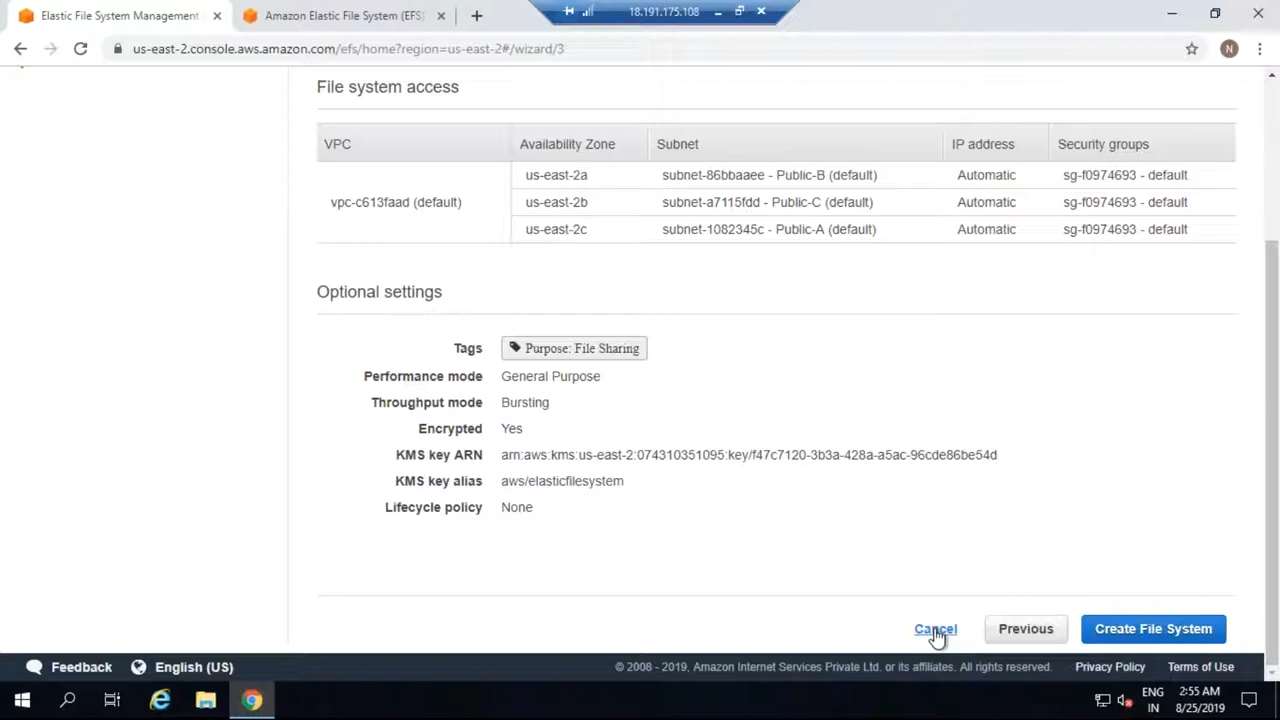 Elastic File System Management
Amazon Elastic File System (EFS)
18.191.175.108
us-east-2.console.aws.amazon.com/efs/home?region=us-east-2#/wizard/3
N
File system access
VPC Availability Zone Subnet IP address Security groups
us-east-2a subnet-86bbaaee - Public-B (default) Automatic sg-f0974693 - default
vpc-c613faad (default) us-east-2b subnet-a7115fdd - Public-C (default) Automatic sg-f0974693 - default
us-east-2c subnet-1082345c - Public-A (default) Automatic sg-f0974693 - default
Optional settings
Tags Purpose: File Sharing
Performance mode General Purpose
Throughput mode Bursting
Encrypted Yes
KMS key ARN arn:aws:kms:us-east-2:074310351095:key/f47c7120-3b3a-428a-a5ac-96cde86be54d
KMS key alias aws/elasticfilesystem
Lifecycle policy None
Cancel Previous Create File System
Feedback English (US) © 2008 - 2019, Amazon Internet Services Private Ltd. or its affiliates. All rights reserved. Privacy Policy Terms of Use
ENG 2:55 AM
IN 8/25/2019